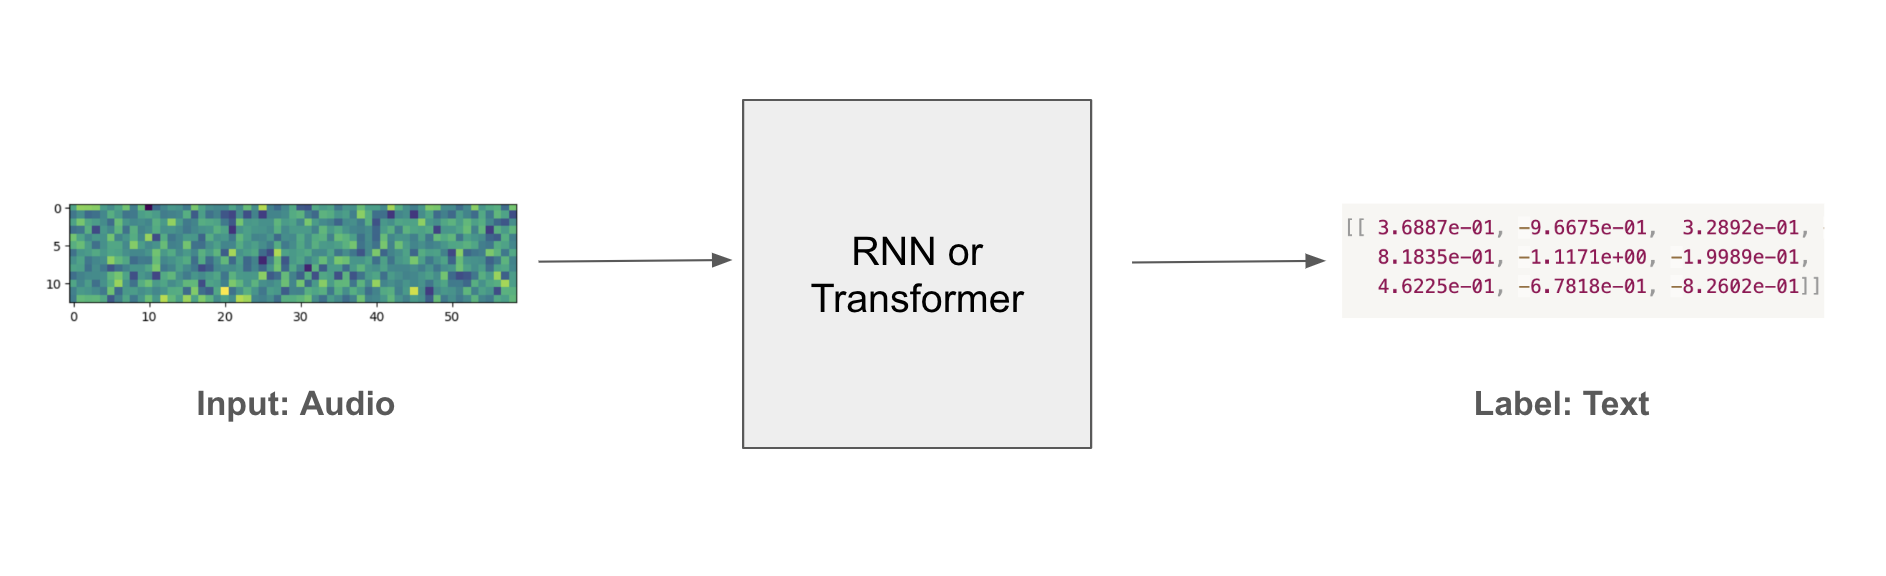 0
5
10
0 10 20 30 40 50
Input: Audio
RNN or
Transformer
[[ 3.6887e-01, -9.6675e-01, 3.2892e-01,
8.1835e-01, -1.1171e+00, -1.9989e-01,
4.6225e-01, -6.7818e-01, -8.2602e-01]]
Label: Text